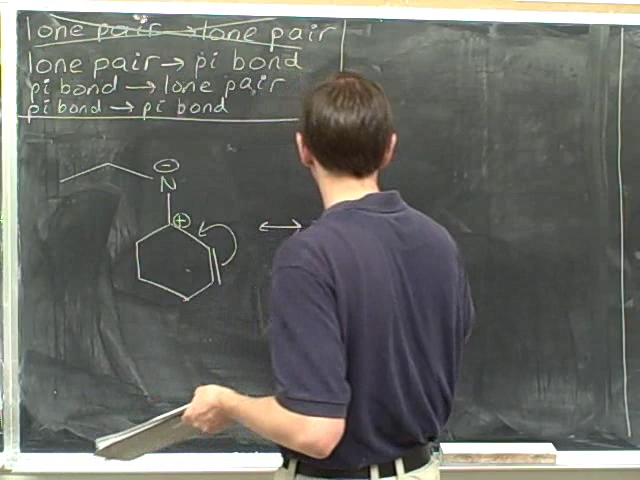 lone pair → lone pair
lone pair → pi bond
pi bond → lone pair
pi bond → pi bond
⊖
N
⊕
↔